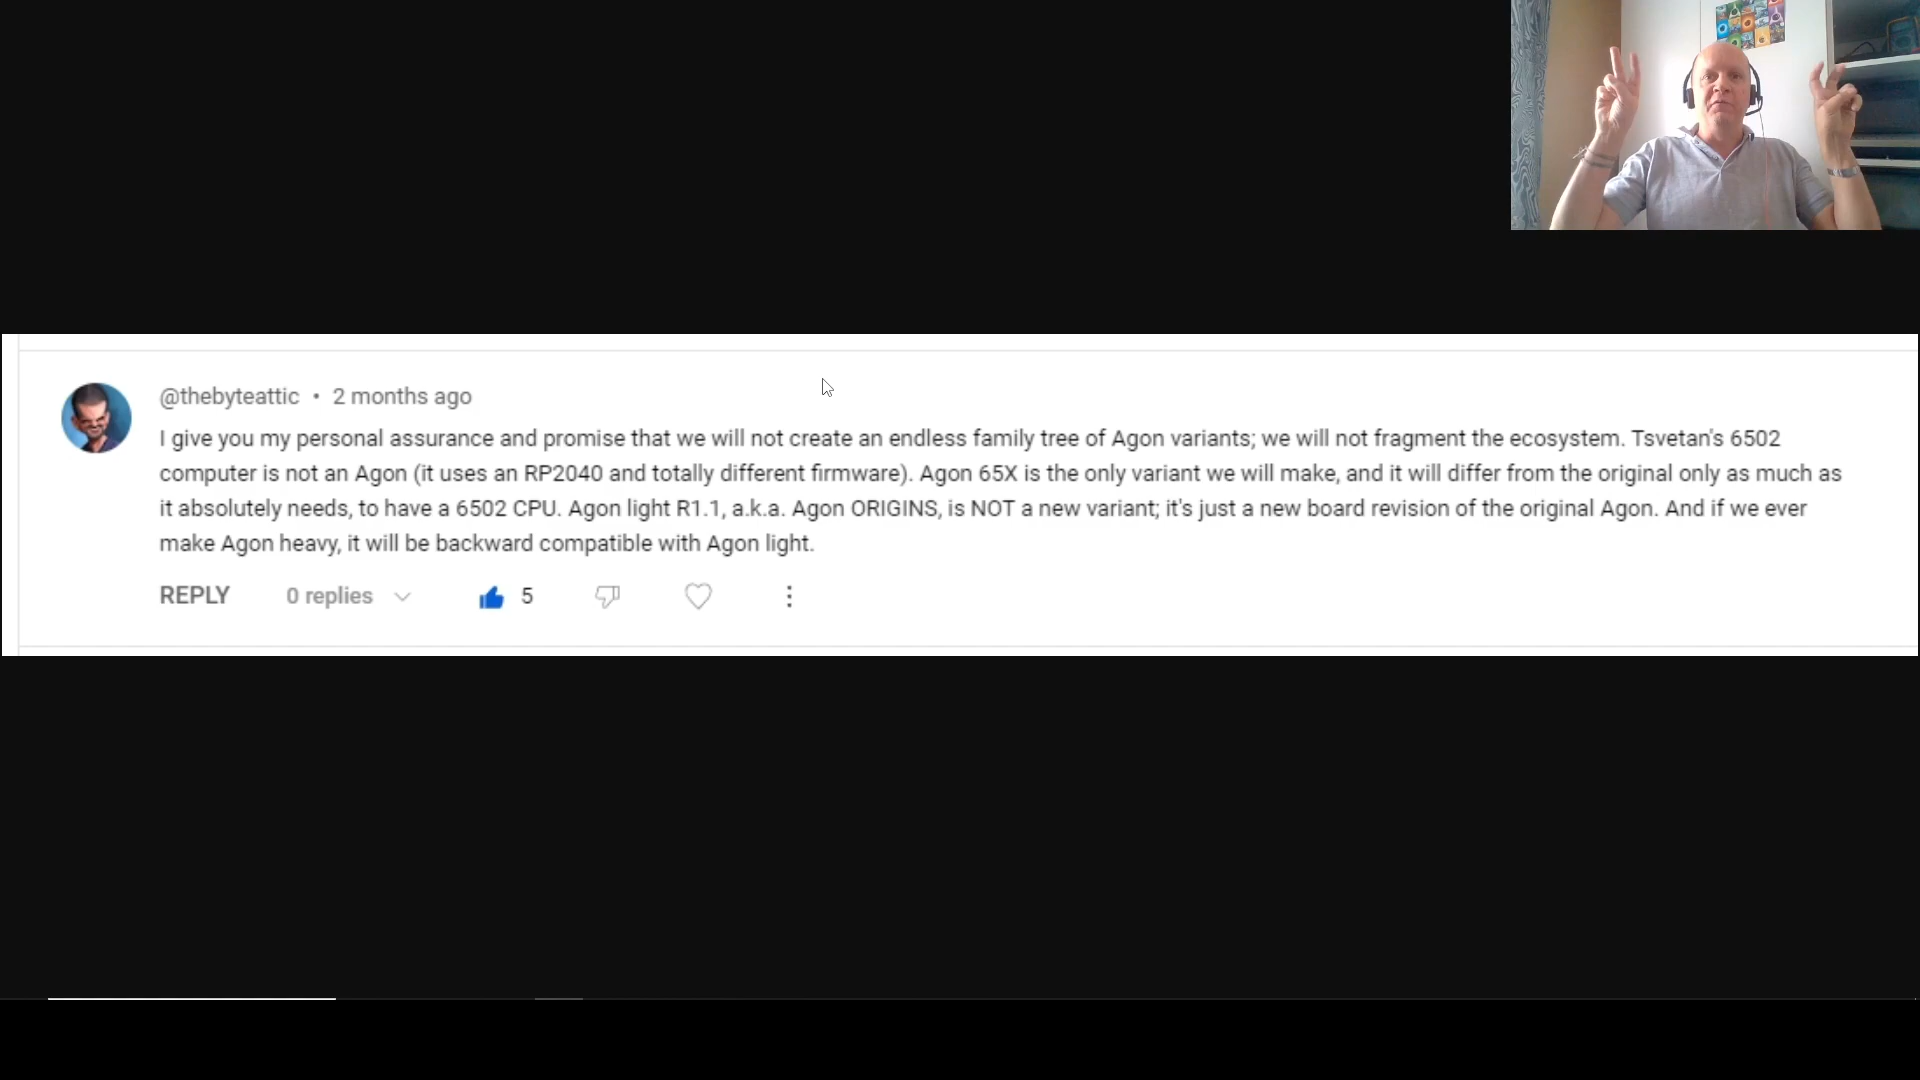 @thebyteattic • 2 months ago
I give you my personal assurance and promise that we will not create an endless family tree of Agon variants; we will not fragment the ecosystem. Tsvetan's 6502
computer is not an Agon (it uses an RP2040 and totally different firmware). Agon 65X is the only variant we will make, and it will differ from the original only as much as
it absolutely needs, to have a 6502 CPU. Agon light R1.1, a.k.a. Agon ORIGINS, is NOT a new variant; it's just a new board revision of the original Agon. And if we ever
make Agon heavy, it will be backward compatible with Agon light.
REPLY 0 replies 5